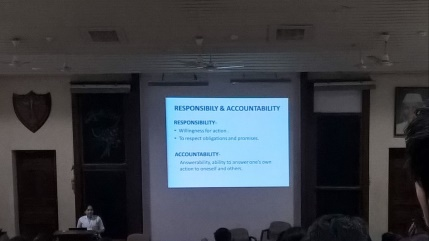 RESPONSIBILY & ACCOUNTABILITY
RESPONSIBILITY:
• Willingness for action.
• To respect obligations and promises.
ACCOUNTABILITY:
Answerability, ability to answer one's own
action to oneself and others.